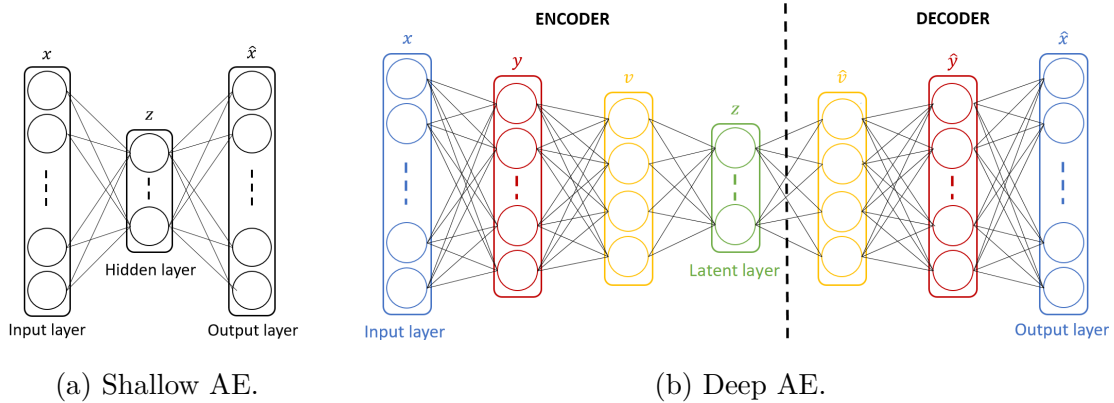 x
x̂
z
Hidden layer
Input layer
Output layer
(a) Shallow AE.
ENCODER
DECODER
x
y
v
z
v̂
ŷ
x̂
Latent layer
Input layer
Output layer
(b) Deep AE.